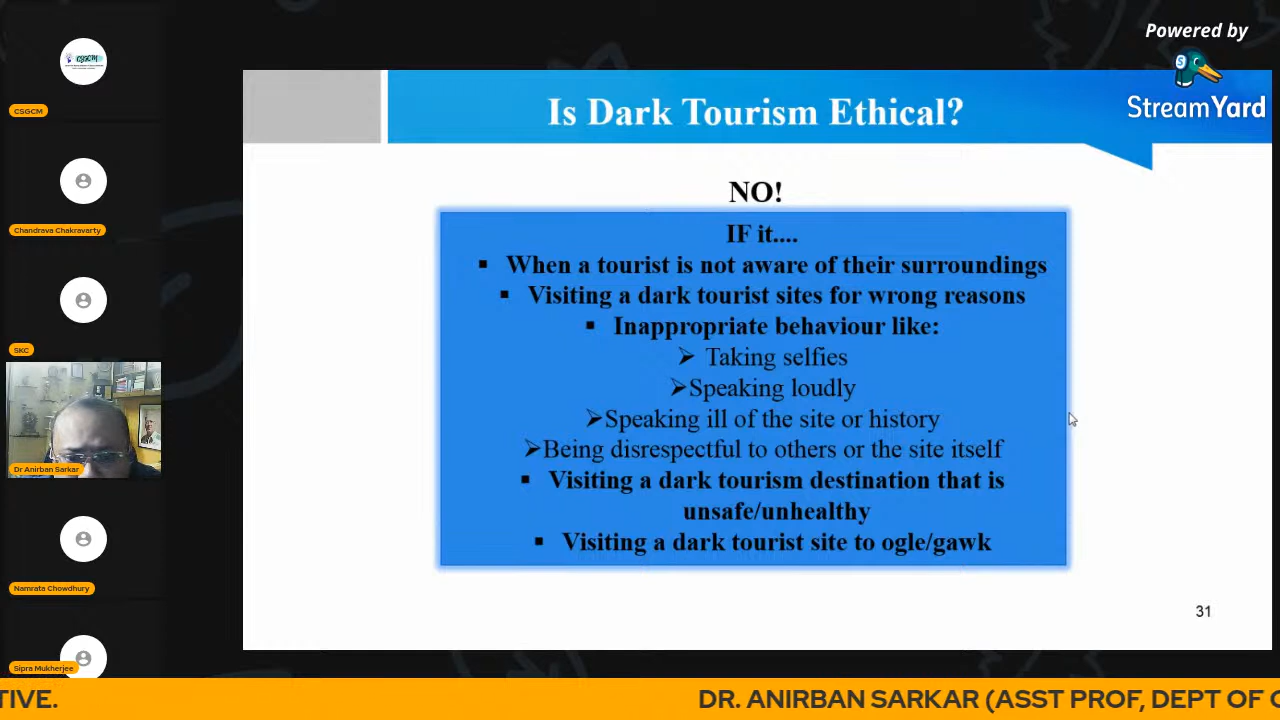 Powered by
StreamYard
CSGCM
Chandrava Chakravarty
SKC
Dr Anirban Sarkar
Namrata Chowdhury
Sipra Mukherjee
Is Dark Tourism Ethical?
NO!
IF it....
▪ When a tourist is not aware of their surroundings
▪ Visiting a dark tourist sites for wrong reasons
▪ Inappropriate behaviour like:
➢ Taking selfies
➢Speaking loudly
➢Speaking ill of the site or history
➢Being disrespectful to others or the site itself
▪ Visiting a dark tourism destination that is
unsafe/unhealthy
▪ Visiting a dark tourist site to ogle/gawk
31
TIVE. DR. ANIRBAN SARKAR (ASST PROF, DEPT OF